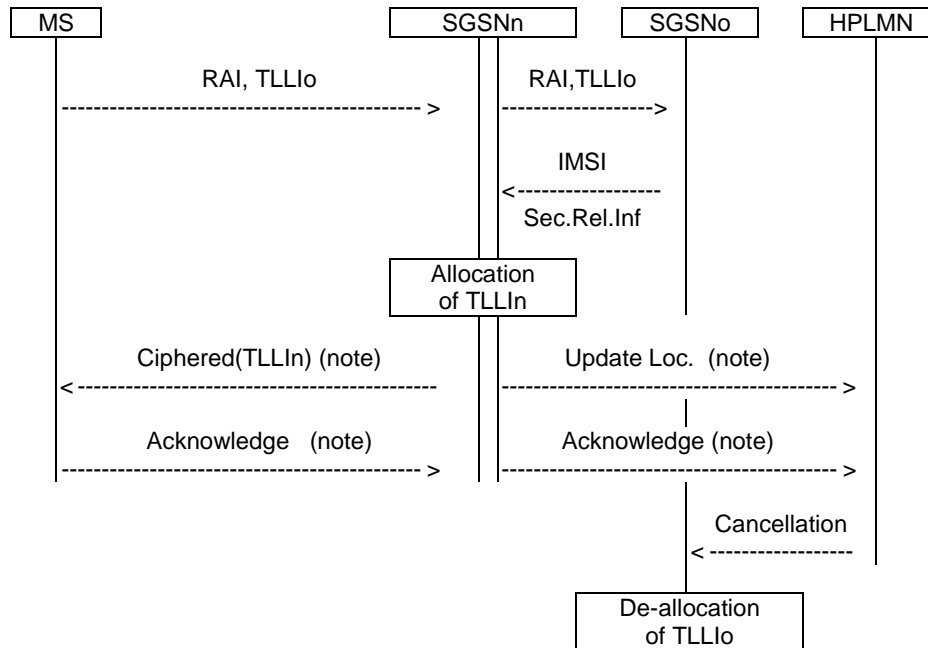 MS SGSNn SGSNo HPLMN
RAI, TLLIo RAI,TLLIo
---------------------------------------- > ------------------- >
IMSI
< -------------------
Sec.Rel.Inf
Allocation
of TLLIn
Ciphered(TLLIn) (note) Update Loc. (note)
< ---------------------------------------- ---------------------------------------- >
Acknowledge (note) Acknowledge (note)
---------------------------------------- > ---------------------------------------- >
Cancellation
< -------------------
De-allocation
of TLLIo